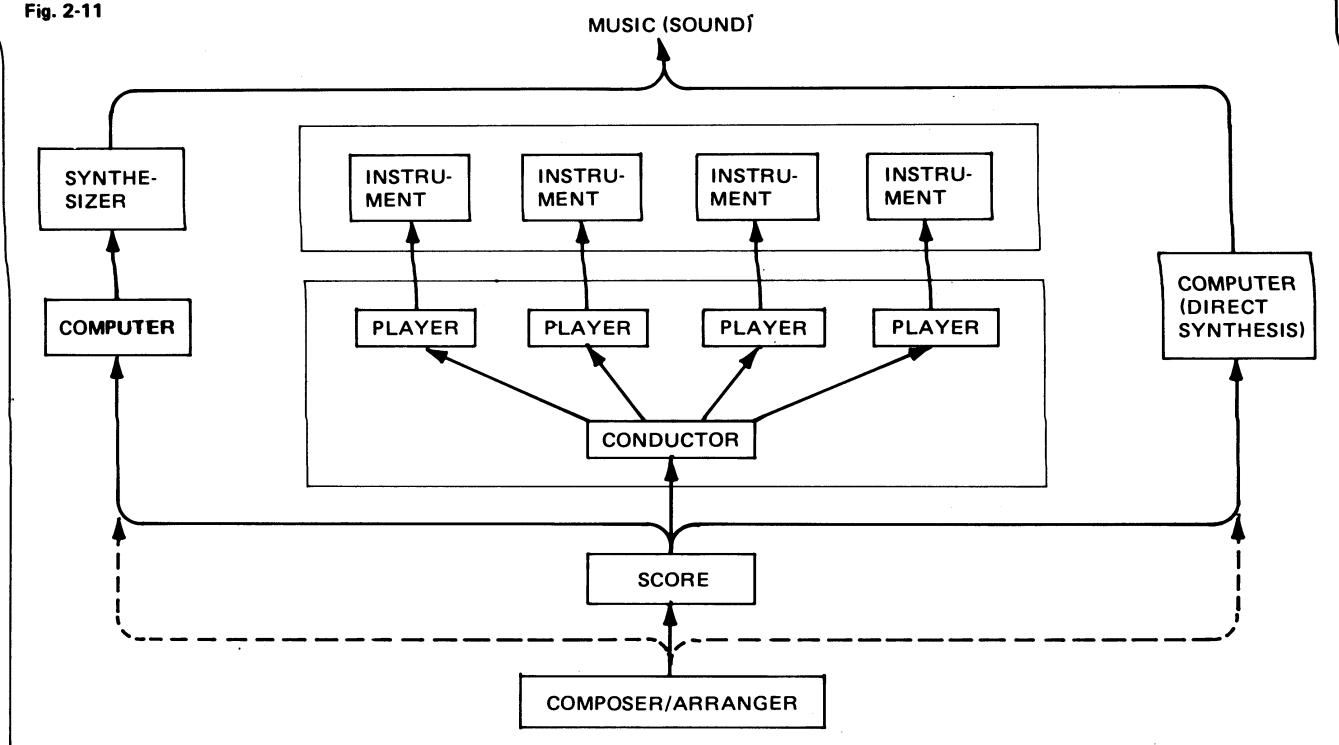 Fig. 2-11
MUSIC (SOUND)
SYNTHE-
SIZER
INSTRU-
MENT
INSTRU-
MENT
INSTRU-
MENT
INSTRU-
MENT
COMPUTER
(DIRECT
SYNTHESIS)
COMPUTER
PLAYER
PLAYER
PLAYER
PLAYER
CONDUCTOR
SCORE
COMPOSER/ARRANGER